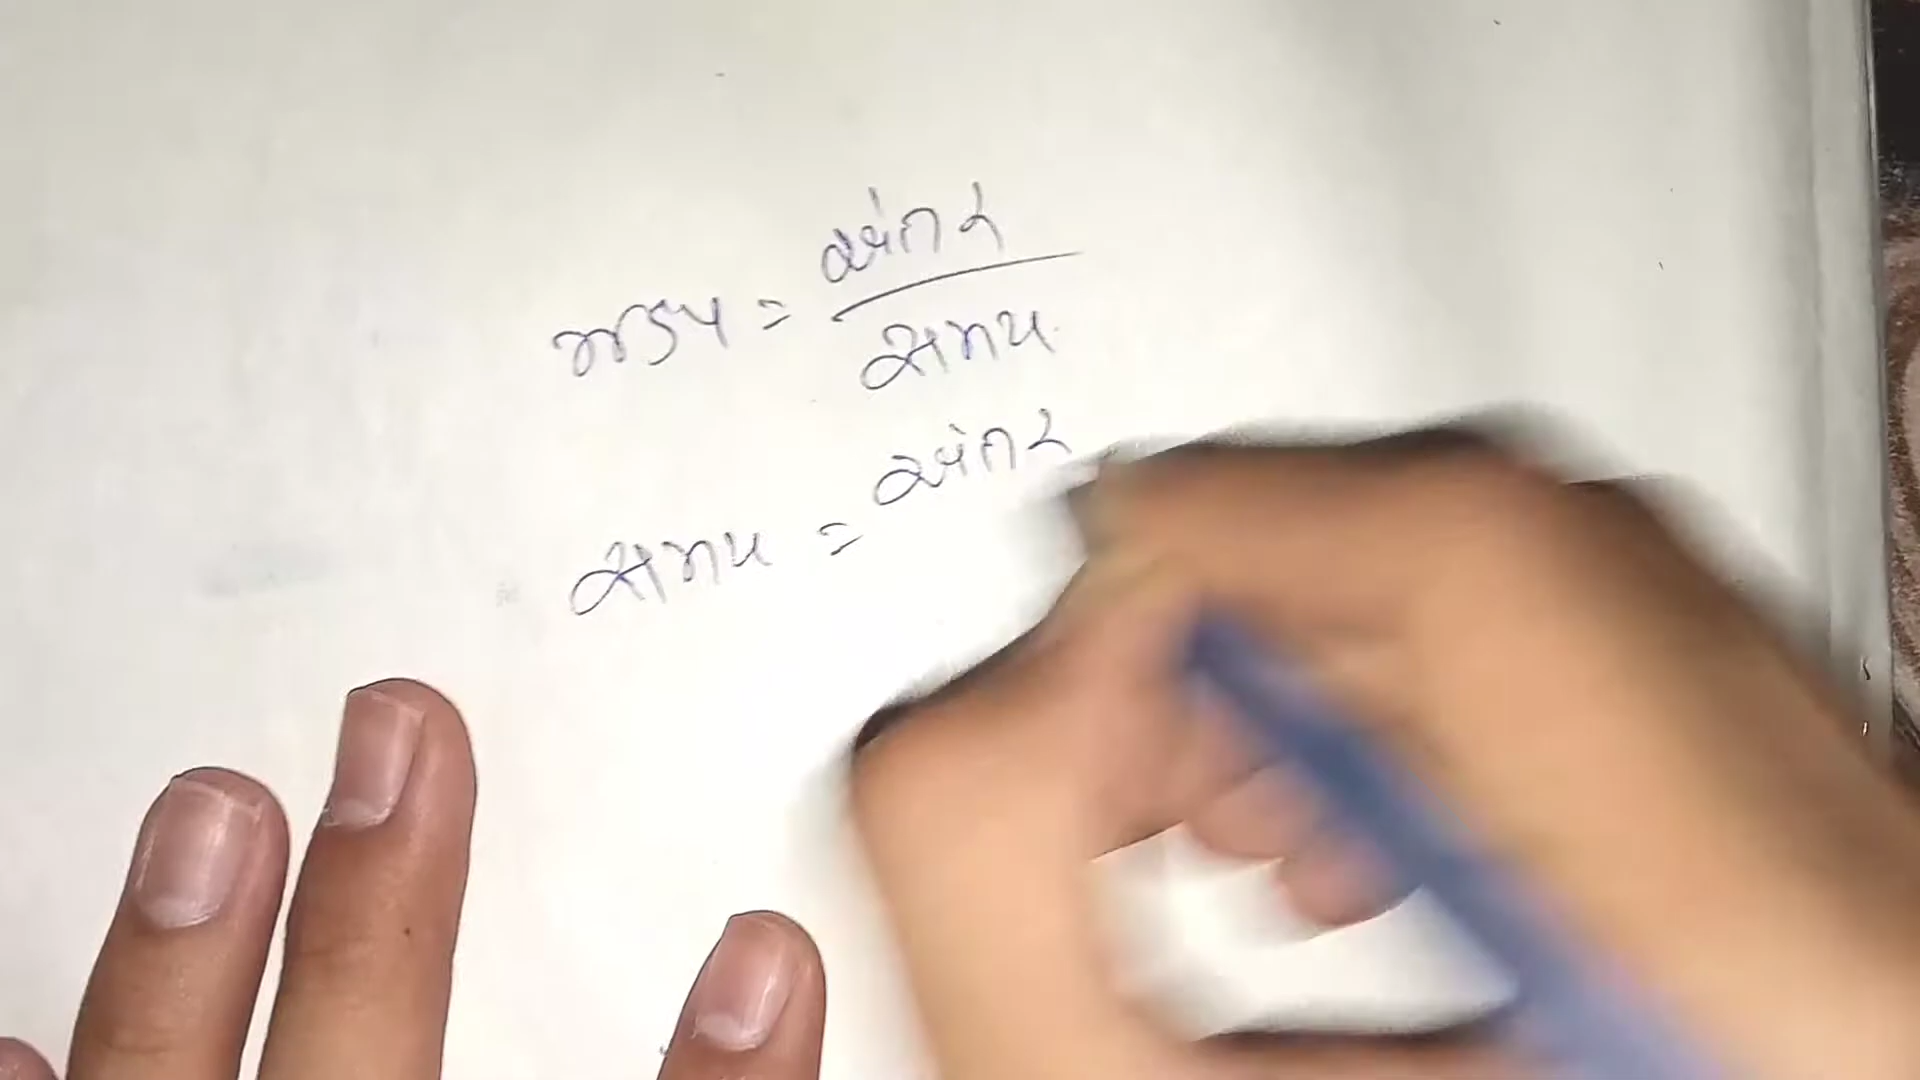 ઝડપ = અંતર
સમય
સમય = અંતર